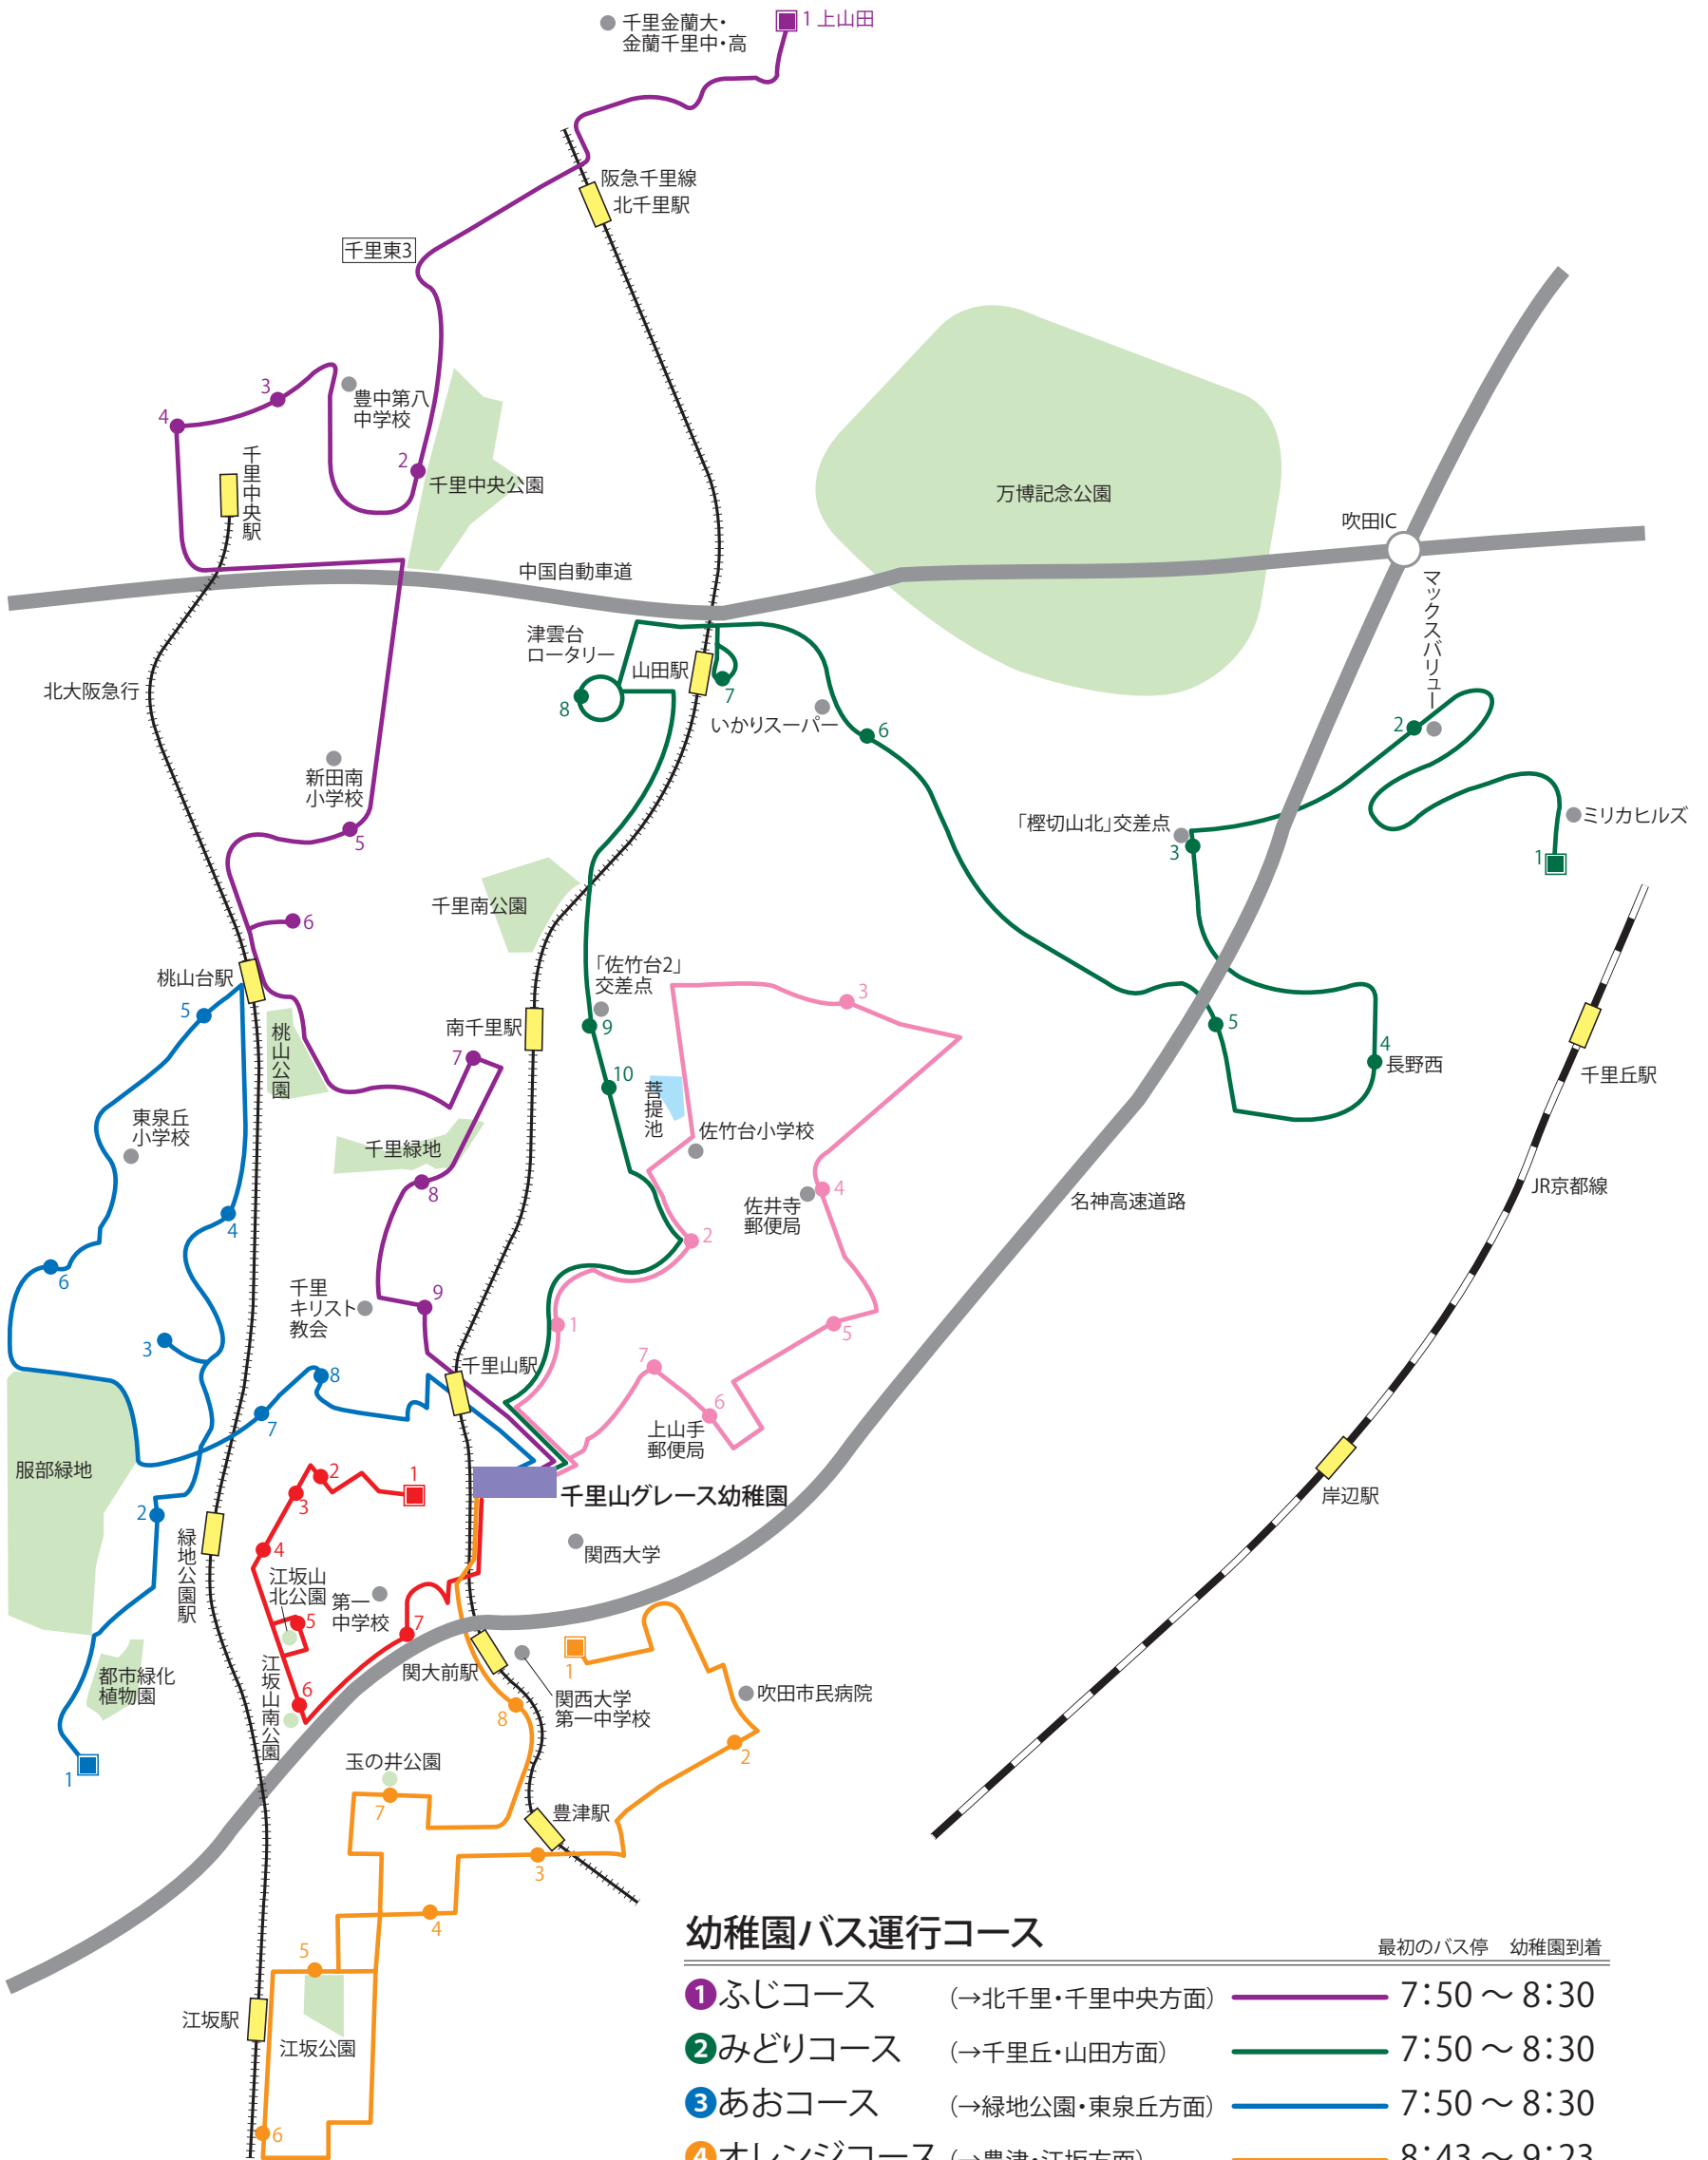 千里金蘭大・
金蘭千里中・高
1 上山田
阪急千里線
北千里駅
千里東3
豊中第八
中学校
3
4
2
千里中央駅
千里中央公園
万博記念公園
吹田IC
中国自動車道
マックスバリュー
津雲台
ロータリー
山田駅
北大阪急行
8
7
いかりスーパー
6
2
新田南
小学校
5
「樫切山北」交差点
3
ミリカヒルズ
1
千里南公園
6
「佐竹台2」
交差点
桃山台駅
5
南千里駅
9
3
5
桃山公園
7
10
4
長野西
千里丘駅
菩提池
東泉丘
小学校
千里緑地
佐竹台小学校
8
佐井寺
郵便局
4
名神高速道路
JR京都線
4
2
6
千里
キリスト
教会
9
1
5
3
千里山駅
7
8
6
7
上山手
郵便局
服部緑地
2
1
3
千里山グレース幼稚園
岸辺駅
2
緑地公園駅
4
関西大学
江坂山
北公園
第一
中学校
5
7
都市緑化
植物園
江坂山南公園
6
関大前駅
1
関西大学
第一中学校
吹田市民病院
8
2
1
玉の井公園
7
豊津駅
3
4
5
江坂駅
江坂公園
6
幼稚園バス運行コース
最初のバス停 幼稚園到着
1 ふじコース (→北千里・千里中央方面) 7:50 〜 8:30
2 みどりコース (→千里丘・山田方面) 7:50 〜 8:30
3 あおコース (→緑地公園・東泉丘方面) 7:50 〜 8:30
4 オレンジコース (→豊津・江坂方面) 8:43 〜 9:23